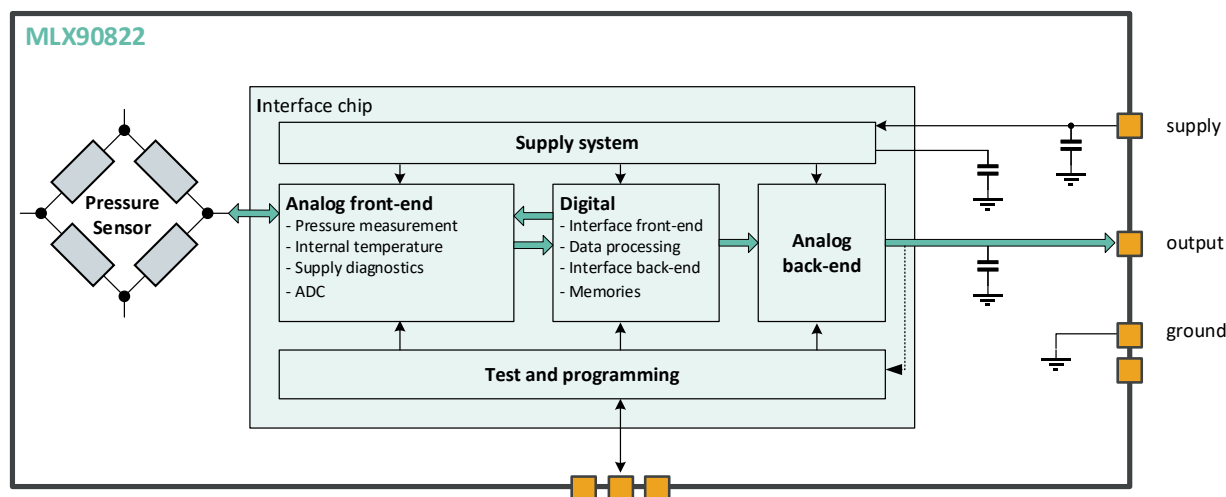 MLX90822
Interface chip
Supply system
supply
Pressure
Sensor
Analog front-end
- Pressure measurement
- Internal temperature
- Supply diagnostics
- ADC
Digital
- Interface front-end
- Data processing
- Interface back-end
- Memories
Analog
back-end
output
ground
Test and programming